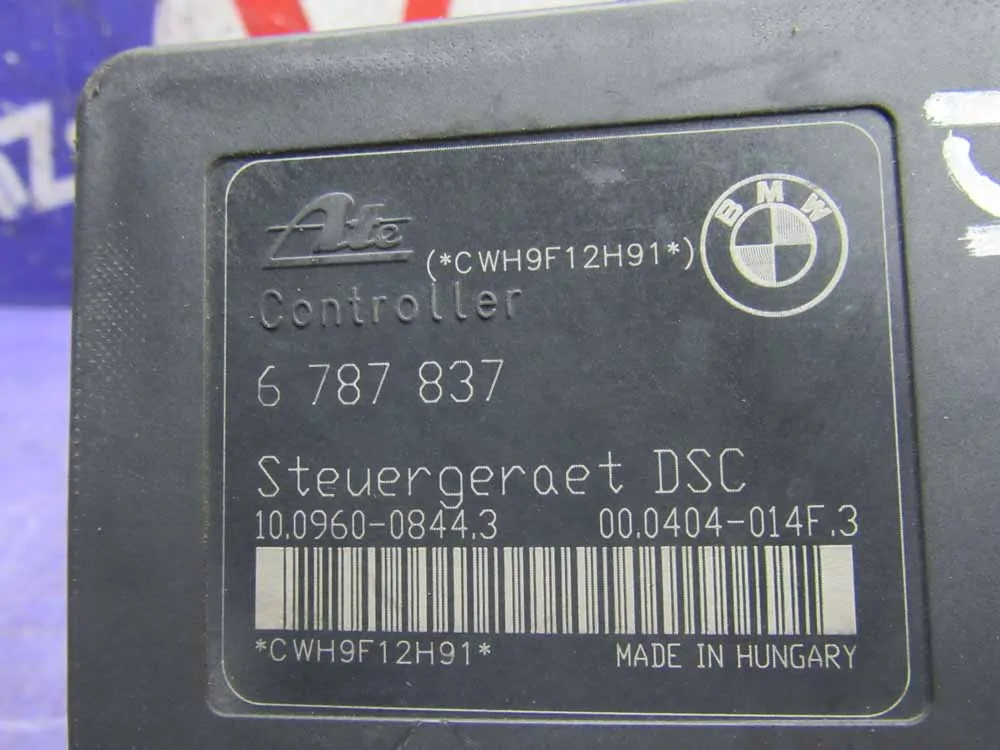 Ate
(*CWH9F12H91*)
BMW
Controller
6 787 837
Steuergeraet DSC
10.0960-0844.3
00.0404-014F.3
*CWH9F12H91*
MADE IN HUNGARY